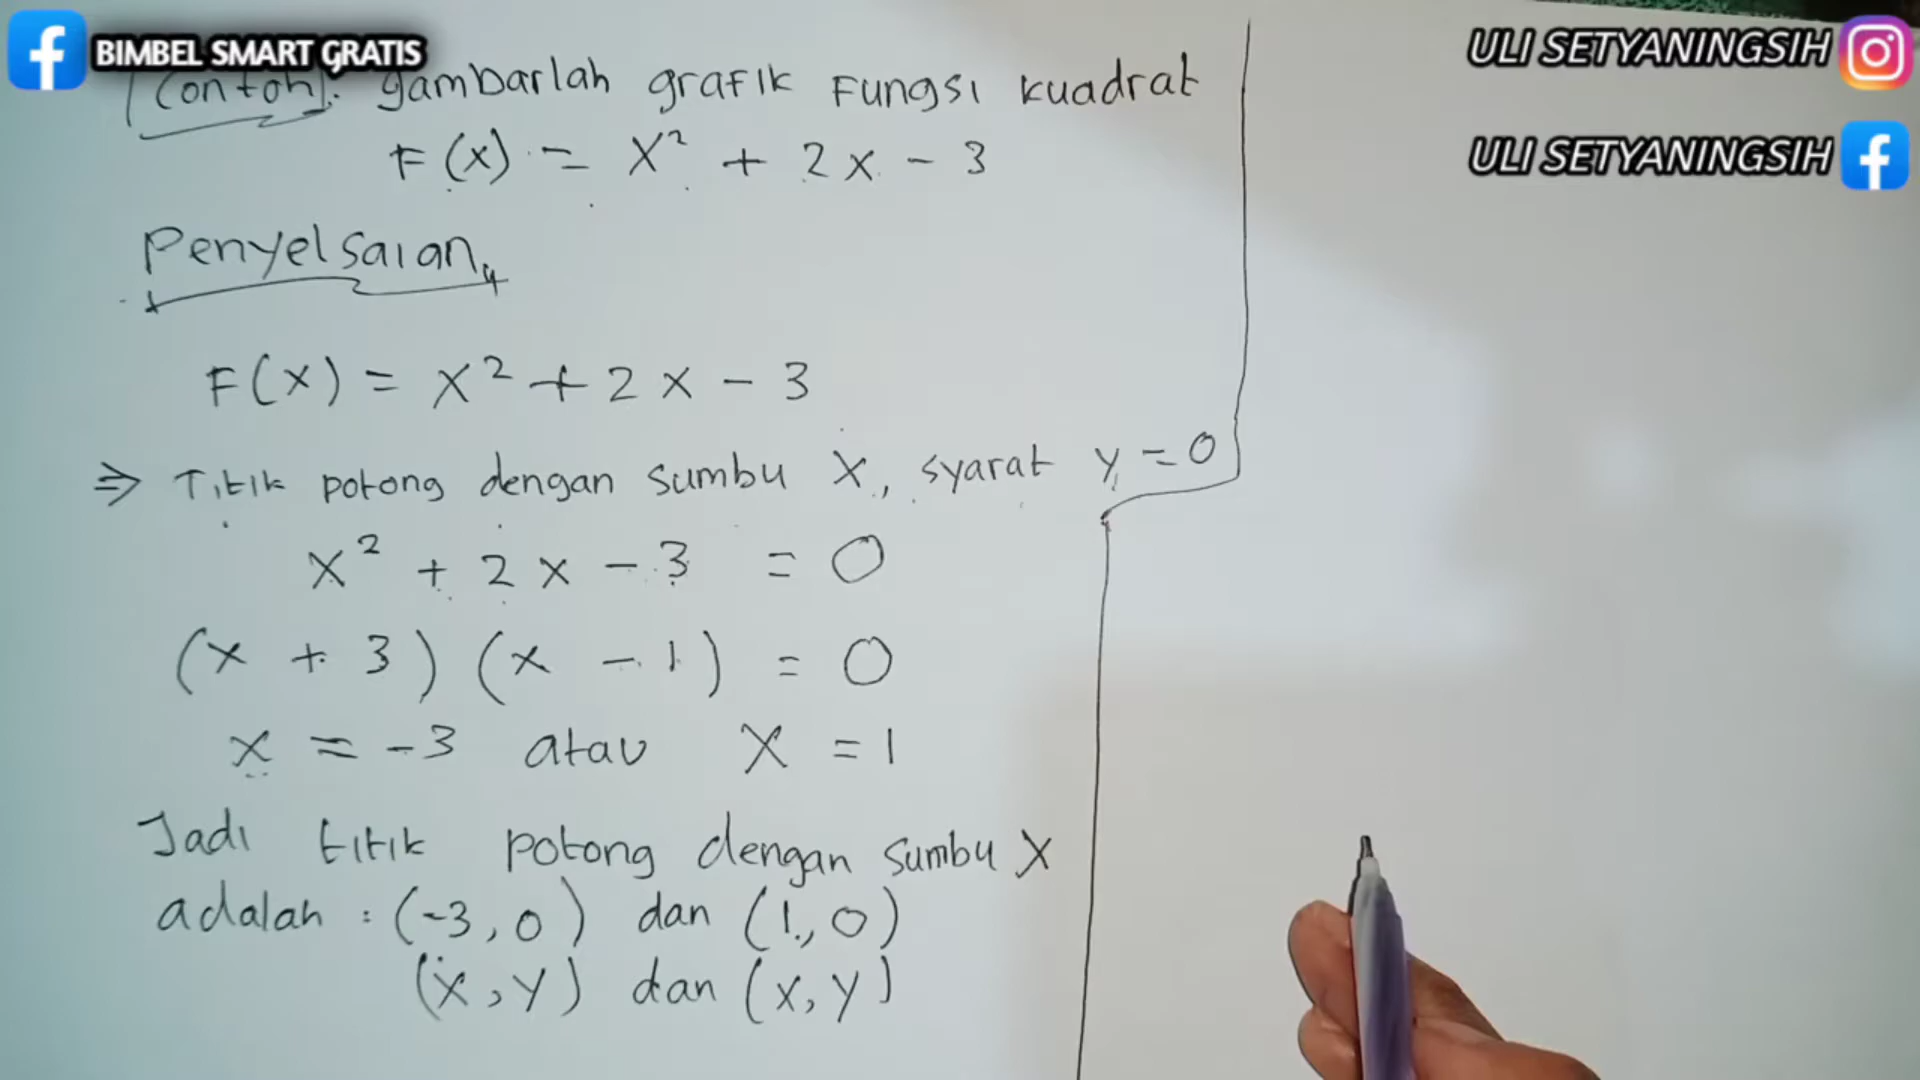 BIMBEL SMART GRATIS
ULI SETYANINGSIH
ULI SETYANINGSIH
Contoh: gambarlah grafik Fungsi kuadrat
F(x) = x² + 2x - 3
Penyelsaian,
F(x) = x² + 2x - 3
⇒ Titik potong dengan sumbu X, syarat y = 0
x² + 2x - 3 = 0
(x + 3) (x - 1) = 0
x = -3 atau x = 1
Jadi titik potong dengan sumbu X
adalah : (-3, 0) dan (1, 0)
(x, y) dan (x, y)